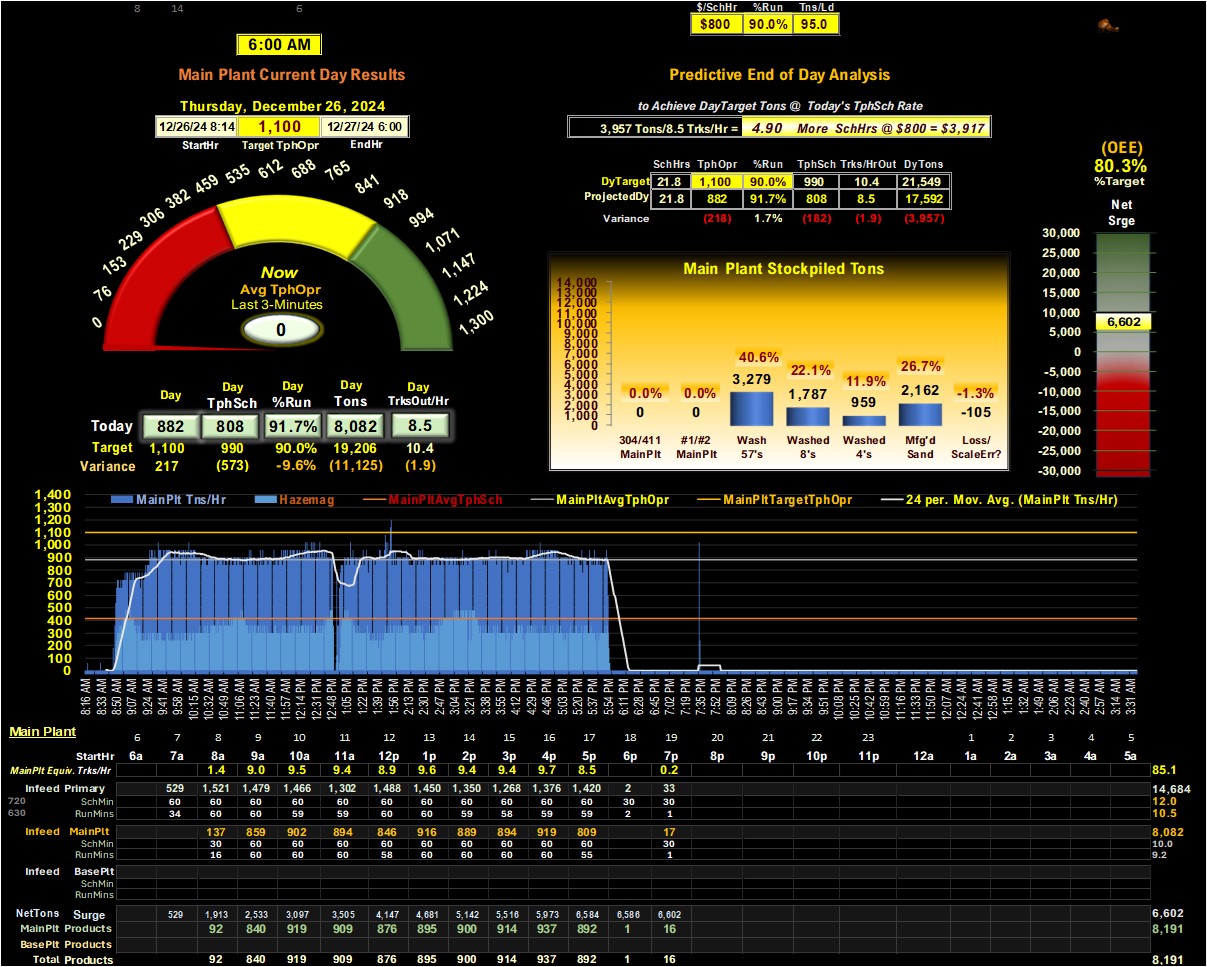 8 14 6
$/SchHr %Run Tns/Ld
$800 90.0% 95.0
6:00 AM
Main Plant Current Day Results
Predictive End of Day Analysis
Thursday, December 26, 2024
to Achieve DayTarget Tons @ Today's TphSch Rate
12/26/24 8:14 1,100 12/27/24 6:00
StartHr Target TphOpr EndHr
3,957 Tons/8.5 Trks/Hr = 4.90 More SchHrs @ $800 = $3,917
(OEE)
80.3%
%Target
SchHrs TphOpr %Run TphSch Trks/HrOut DyTons
DyTarget 21.8 1,100 90.0% 990 10.4 21,549
ProjectedDy 21.8 882 91.7% 808 8.5 17,592
Variance (218) 1.7% (182) (1.9) (3,957)
0 76 153 229 306 382 459 535 612 688 765 841 918 994 1,071 1,147 1,224 1,300
Now
Avg TphOpr
Last 3-Minutes
0
Net
Srge
30,000
25,000
20,000
15,000
10,000
6,602
5,000
0
-5,000
-10,000
-15,000
-20,000
-25,000
-30,000
Main Plant Stockpiled Tons
14,000
13,000
12,000
11,000
10,000
9,000
8,000
7,000
6,000
5,000
4,000
3,000
2,000
1,000
0
0.0% 0.0% 40.6% 22.1% 11.9% 26.7% -1.3%
0 0 3,279 1,787 959 2,162 -105
304/411 #1/#2 Wash Washed Washed Mfg'd Loss/
MainPlt MainPlt 57's 8's 4's Sand ScaleErr?
Day Day Day Day Day
TphSch %Run Tons TrksOut/Hr
Today 882 808 91.7% 8,082 8.5
Target 1,100 990 90.0% 19,206 10.4
Variance 217 (573) -9.6% (11,125) (1.9)
MainPlt Tns/Hr Hazemag MainPltAvgTphSch MainPltAvgTphOpr MainPltTargetTphOpr 24 per. Mov. Avg. (MainPlt Tns/Hr)
1,400
1,300
1,200
1,100
1,000
900
800
700
600
500
400
300
200
100
0
8:16 AM 8:33 AM 8:50 AM 9:07 AM 9:24 AM 9:41 AM 9:58 AM 10:15 AM 10:32 AM 10:49 AM 11:06 AM 11:23 AM 11:40 AM 11:57 AM 12:14 PM 12:31 PM 12:48 PM 1:05 PM 1:22 PM 1:39 PM 1:56 PM 2:13 PM 2:30 PM 2:47 PM 3:04 PM 3:21 PM 3:38 PM 3:55 PM 4:12 PM 4:29 PM 4:46 PM 5:03 PM 5:20 PM 5:37 PM 5:54 PM 6:11 PM 6:28 PM 6:45 PM 7:02 PM 7:19 PM 7:35 PM 7:52 PM 8:09 PM 8:26 PM 8:43 PM 9:00 PM 9:17 PM 9:34 PM 9:51 PM 10:08 PM 10:25 PM 10:42 PM 10:59 PM 11:16 PM 11:33 PM 11:50 PM 12:07 AM 12:24 AM 12:41 AM 12:58 AM 1:15 AM 1:32 AM 1:49 AM 2:06 AM 2:23 AM 2:40 AM 2:57 AM 3:14 AM 3:31 AM
Main Plant
6 7 8 9 10 11 12 13 14 15 16 17 18 19 20 21 22 23 1 2 3 4 5
StartHr 6a 7a 8a 9a 10a 11a 12p 1p 2p 3p 4p 5p 6p 7p 8p 9p 10p 11p 12a 1a 2a 3a 4a 5a
MainPlt Equiv. Trks/Hr 1.4 9.0 9.5 9.4 8.9 9.6 9.4 9.4 9.7 8.5 0.2 85.1
Infeed Primary 529 1,521 1,479 1,466 1,302 1,488 1,450 1,350 1,268 1,376 1,420 2 33 14,684
720 SchMin 60 60 60 60 60 60 60 60 60 60 60 30 30 12.0
630 RunMins 34 60 60 59 59 60 60 59 58 60 60 2 1 10.5
Infeed MainPlt 137 859 902 894 846 916 889 894 919 809 17 8,082
SchMin 30 60 60 60 60 60 60 60 60 60 30 10.0
RunMins 16 60 60 60 58 60 60 60 60 55 1 9.2
Infeed BasePlt
SchMin
RunMins
NetTons Surge 529 1,913 2,533 3,097 3,505 4,147 4,681 5,142 5,516 5,973 6,584 6,586 6,602 6,602
MainPlt Products 92 840 919 909 876 895 900 914 937 892 1 16 8,191
BasePlt Products
Total Products 92 840 919 909 876 895 900 914 937 892 1 16 8,191